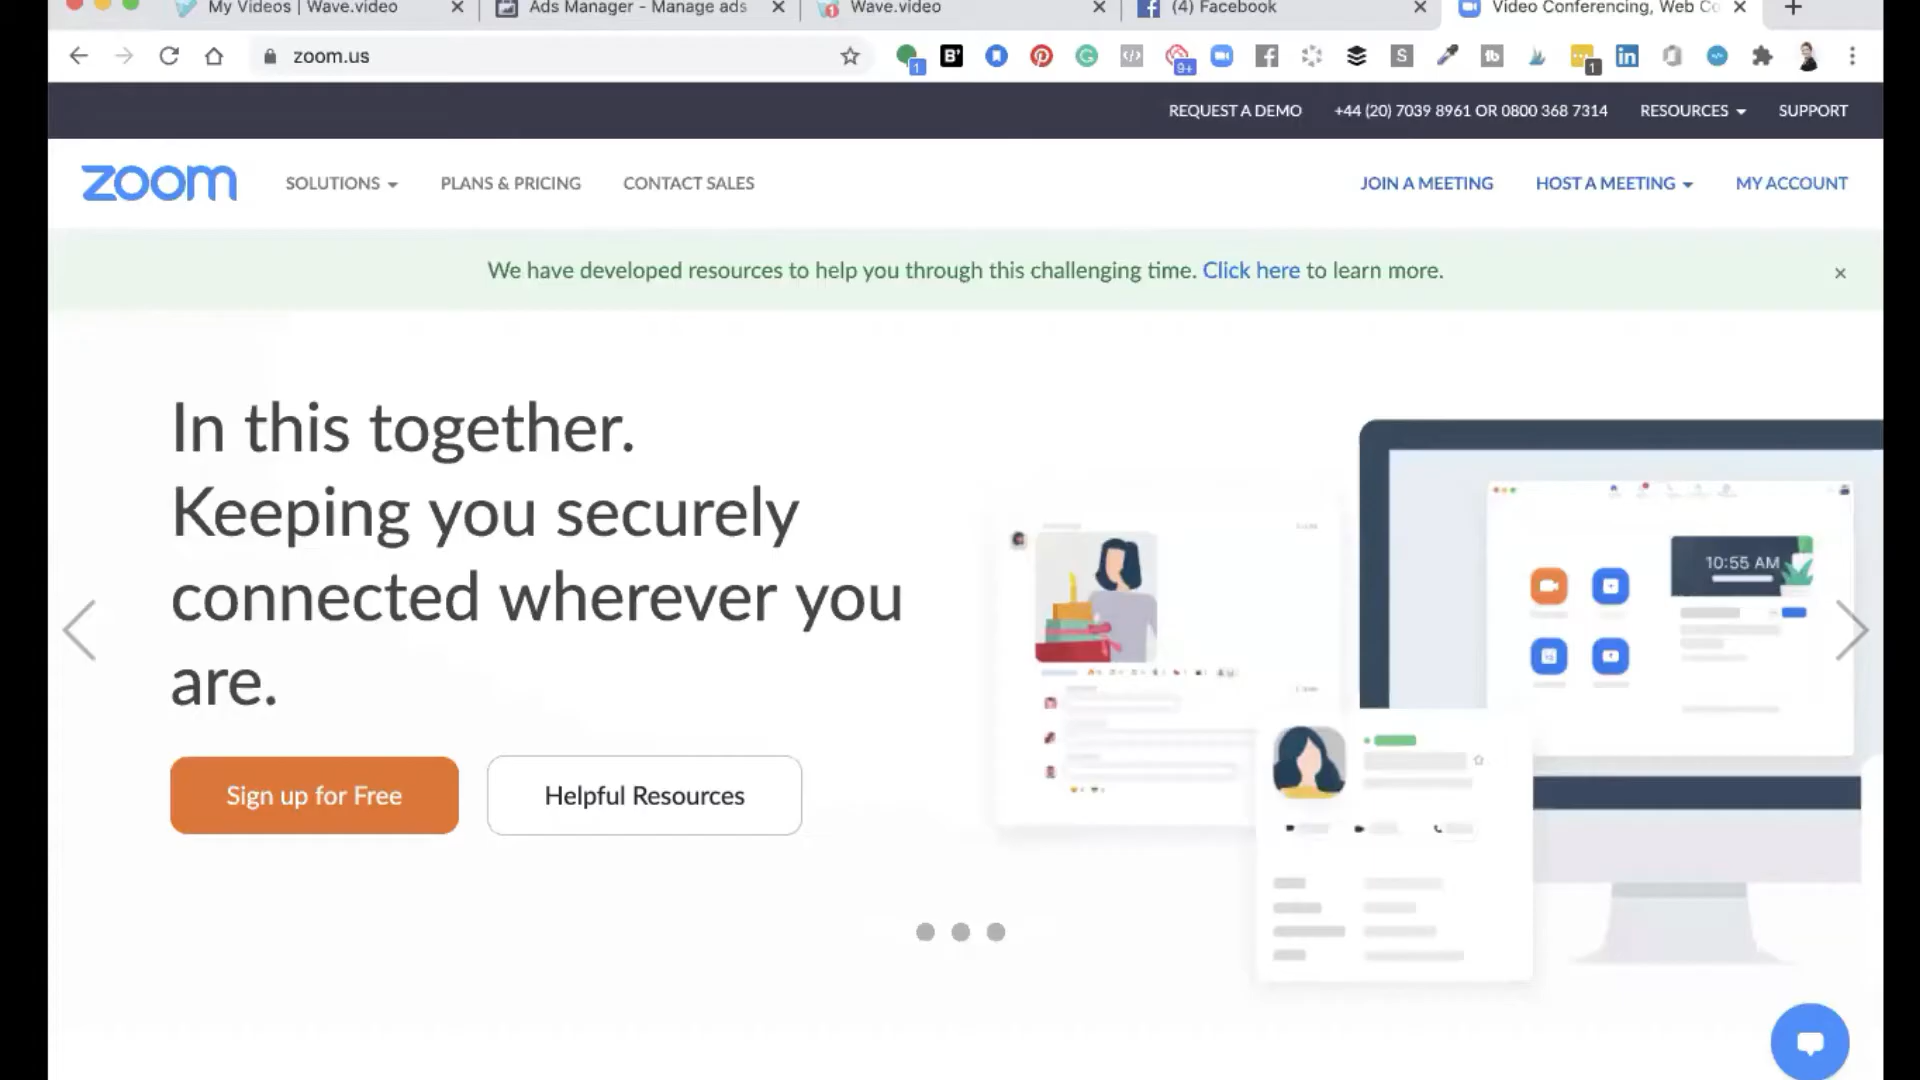 My Videos | Wave.video
Ads Manager - Manage ads
Wave.video
(4) Facebook
Video Conferencing, Web Co
zoom.us
REQUEST A DEMO
+44 (20) 7039 8961 OR 0800 368 7314
RESOURCES
SUPPORT
zoom
SOLUTIONS
PLANS & PRICING
CONTACT SALES
JOIN A MEETING
HOST A MEETING
MY ACCOUNT
We have developed resources to help you through this challenging time. Click here to learn more.
In this together.
Keeping you securely
connected wherever you
are.
10:55 AM
Sign up for Free
Helpful Resources